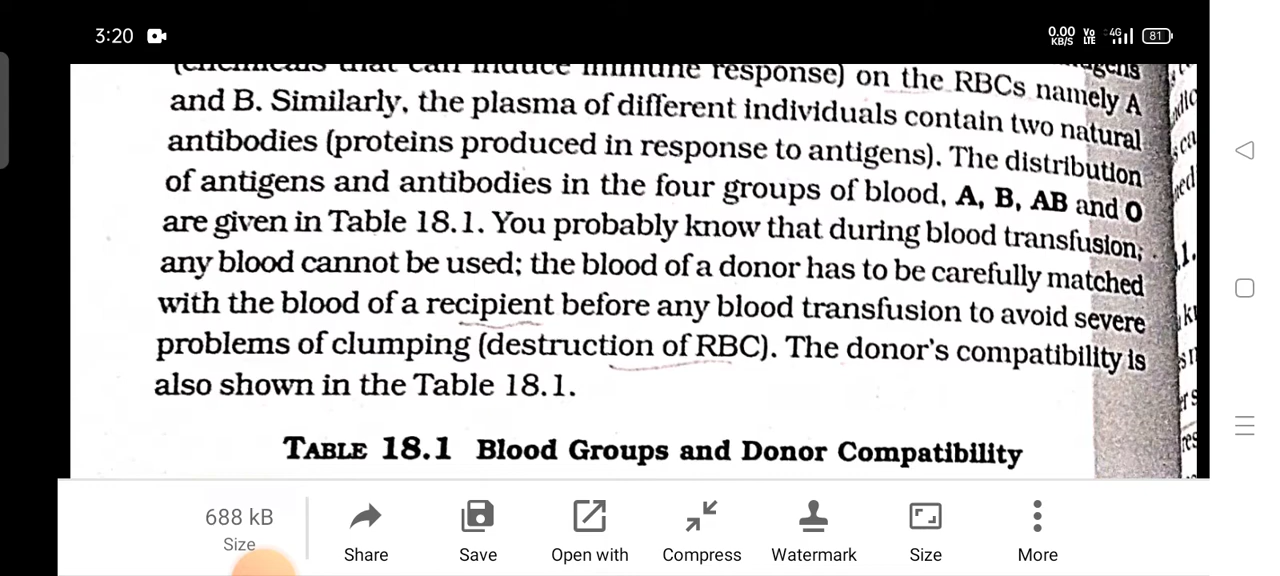 3:20
0.00 KB/S Vo LTE 4G 81
(chemicals that can induce immune response) on the RBCs namely A
and B. Similarly, the plasma of different individuals contain two natural
antibodies (proteins produced in response to antigens). The distribution
of antigens and antibodies in the four groups of blood, A, B, AB and O
are given in Table 18.1. You probably know that during blood transfusion,
any blood cannot be used; the blood of a donor has to be carefully matched
with the blood of a recipient before any blood transfusion to avoid severe
problems of clumping (destruction of RBC). The donor's compatibility is
also shown in the Table 18.1.
TABLE 18.1 Blood Groups and Donor Compatibility
688 kB
Size
Share
Save
Open with
Compress
Watermark
Size
More